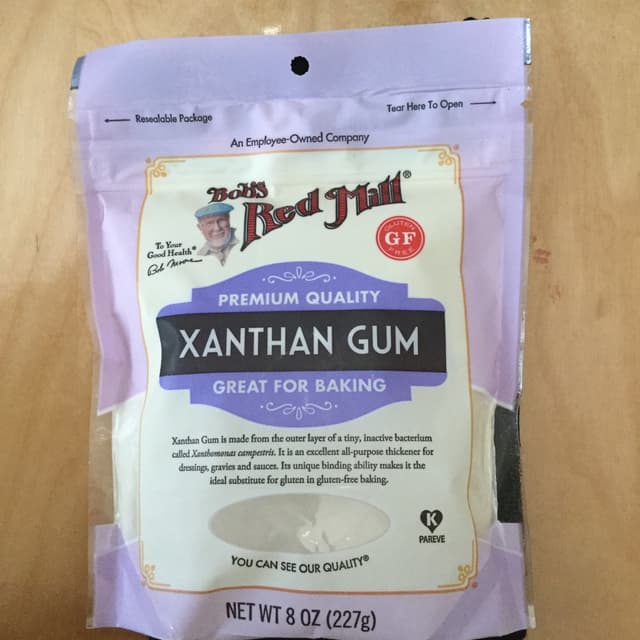 Resealable Package
Tear Here To Open
An Employee-Owned Company
Bob's
Red Mill®
To Your
Good Health®
Bob Moore
GLUTEN
GF
FREE
PREMIUM QUALITY
XANTHAN GUM
GREAT FOR BAKING
Xanthan Gum is made from the outer layer of a tiny, inactive bacterium
called Xanthomonas campestris. It is an excellent all-purpose thickener for
dressings, gravies and sauces. Its unique binding ability makes it the
ideal substitute for gluten in gluten-free baking.
K
PAREVE
YOU CAN SEE OUR QUALITY®
NET WT 8 OZ (227g)